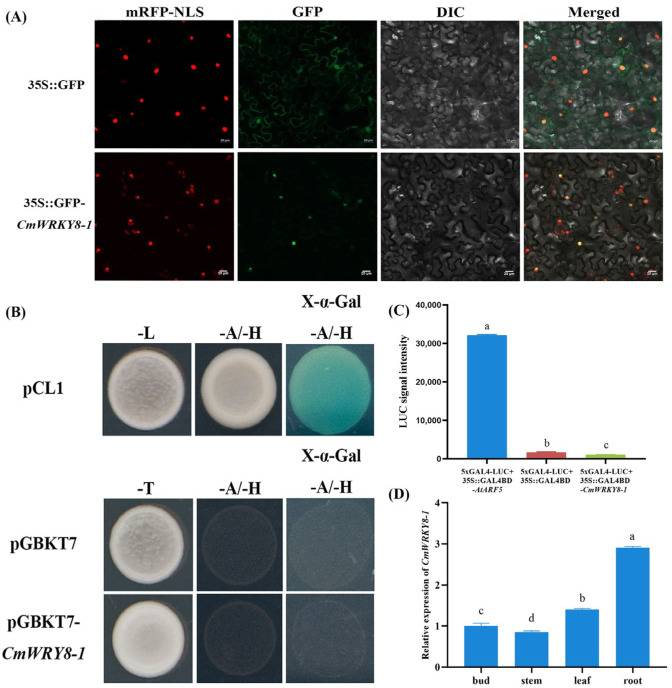 (A)
mRFP-NLS GFP DIC Merged
35S::GFP
35S::GFP-
CmWRKY8-1
(B)
X-α-Gal
-L -A/-H -A/-H
pCL1
X-α-Gal
-T -A/-H -A/-H
pGBKT7
pGBKT7-
CmWRY8-1
(C)
LUC signal intensity
40,000
30,000
20,000
10,000
0
a
b
c
5xGAL4-LUC+
35S::GAL4BD
-AtARF5
5xGAL4-LUC+
35S::GAL4BD
5xGAL4-LUC+
35S::GAL4BD
-CmWRKY8-1
(D)
Relative expression of CmWRKY8-1
4
3
2
1
0
c
d
b
a
bud stem leaf root